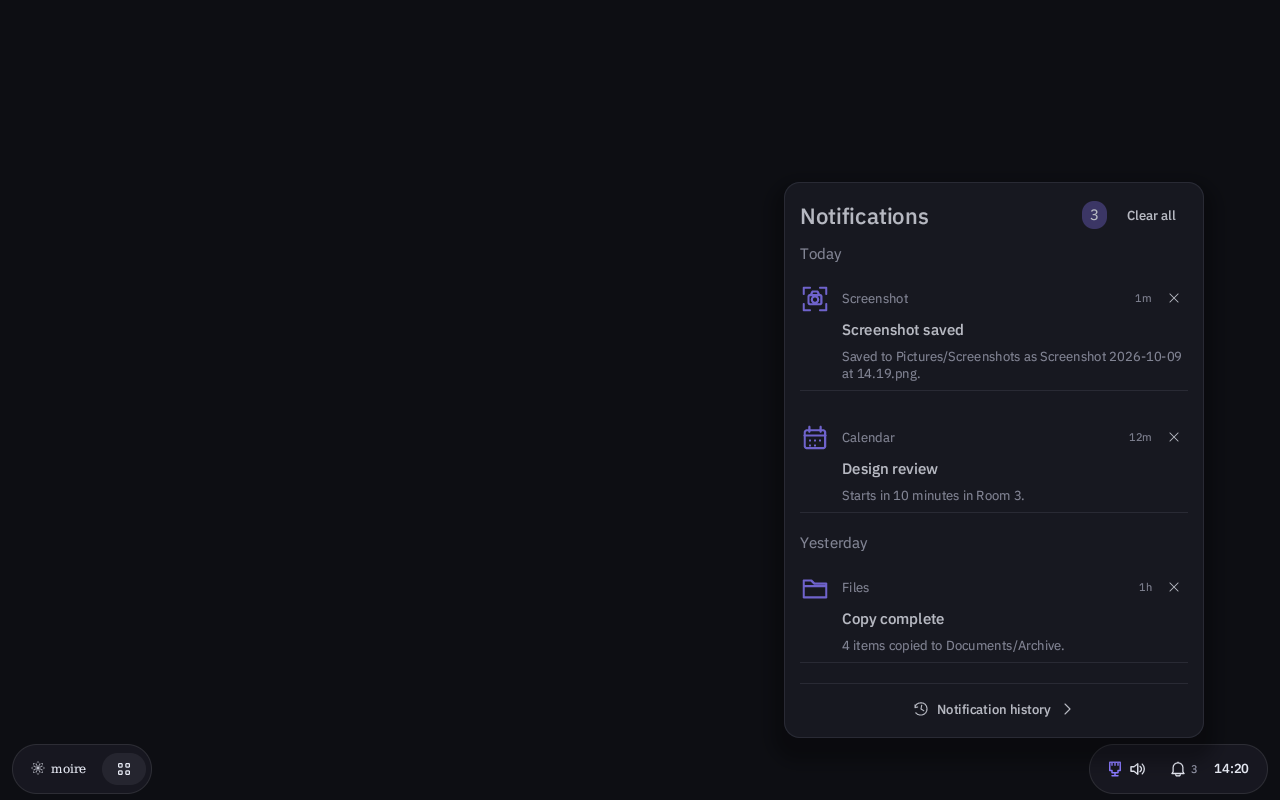 Notifications 3 Clear all
Today
Screenshot 1m
Screenshot saved
Saved to Pictures/Screenshots as Screenshot 2026-10-09
at 14.19.png.
Calendar 12m
Design review
Starts in 10 minutes in Room 3.
Yesterday
Files 1h
Copy complete
4 items copied to Documents/Archive.
Notification history
moire 3 14:20